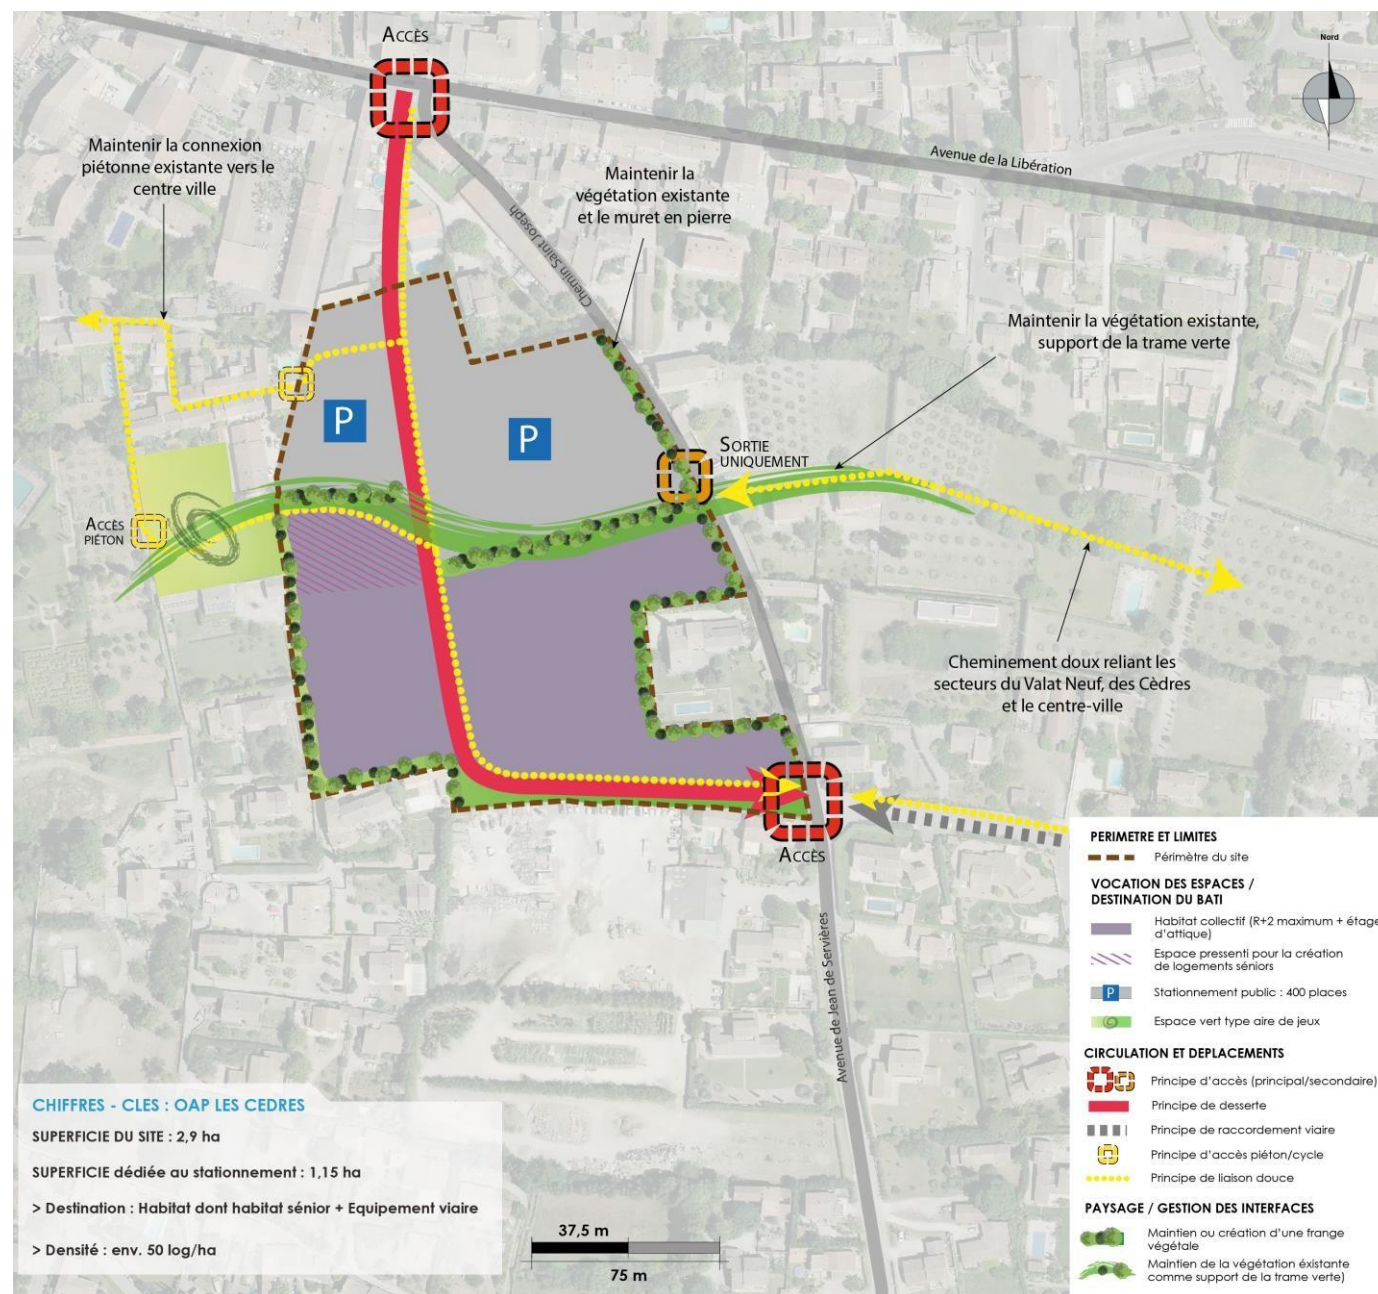 ACCÈS
Nord
Maintenir la connexion
piétonne existante vers le
centre ville
Avenue de la Libération
Maintenir la
végétation existante
et le muret en pierre
Chemin Saint Joseph
Maintenir la végétation existante,
support de la trame verte
P
P
SORTIE
UNIQUEMENT
ACCÈS
PIÉTON
Cheminement doux reliant les
secteurs du Valat Neuf, des Cèdres
et le centre-ville
ACCÈS
Avenue de Jean de Servières
PERIMETRE ET LIMITES
Périmètre du site
VOCATION DES ESPACES /
DESTINATION DU BATI
Habitat collectif (R+2 maximum + étage
d'attique)
Espace pressenti pour la création
de logements séniors
P
Stationnement public : 400 places
Espace vert type aire de jeux
CIRCULATION ET DEPLACEMENTS
Principe d'accès (principal/secondaire)
Principe de desserte
Principe de raccordement viaire
Principe d'accès piéton/cycle
Principe de liaison douce
PAYSAGE / GESTION DES INTERFACES
Maintien ou création d'une frange
végétale
Maintien de la végétation éxistante
comme support de la trame verte)
CHIFFRES - CLES : OAP LES CEDRES
SUPERFICIE DU SITE : 2,9 ha
SUPERFICIE dédiée au stationnement : 1,15 ha
> Destination : Habitat dont habitat sénior + Equipement viaire
> Densité : env. 50 log/ha
37,5 m
75 m